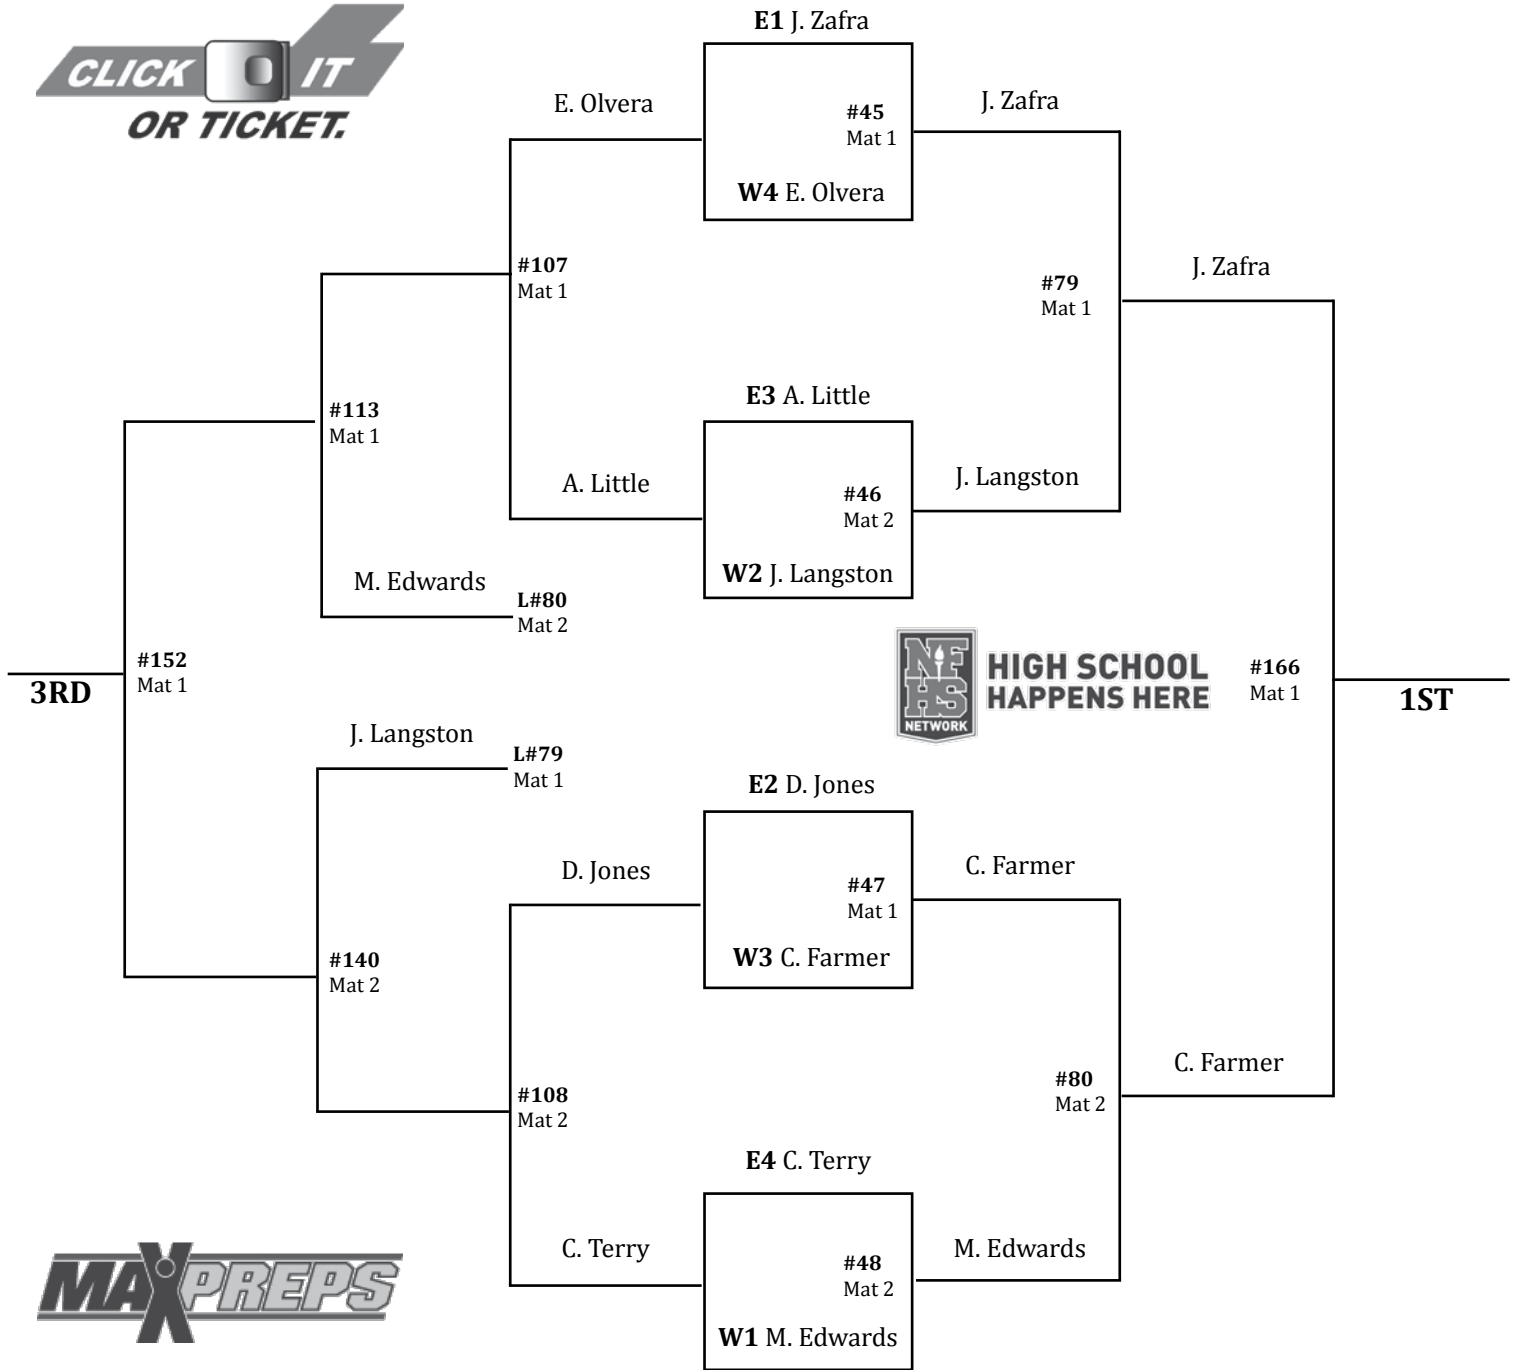 CLICK IT
OR TICKET.
E1 J. Zafra
E. Olvera
#45
Mat 1
J. Zafra
W4 E. Olvera
#107
Mat 1
#79
Mat 1
J. Zafra
E3 A. Little
#113
Mat 1
A. Little
#46
Mat 2
J. Langston
W2 J. Langston
M. Edwards
L#80
Mat 2
#152
Mat 1
3RD
NF
HS
NETWORK
HIGH SCHOOL
HAPPENS HERE
#166
Mat 1
1ST
J. Langston
L#79
Mat 1
E2 D. Jones
D. Jones
#47
Mat 1
C. Farmer
W3 C. Farmer
#140
Mat 2
#108
Mat 2
#80
Mat 2
C. Farmer
E4 C. Terry
C. Terry
#48
Mat 2
M. Edwards
W1 M. Edwards
MAXPREPS